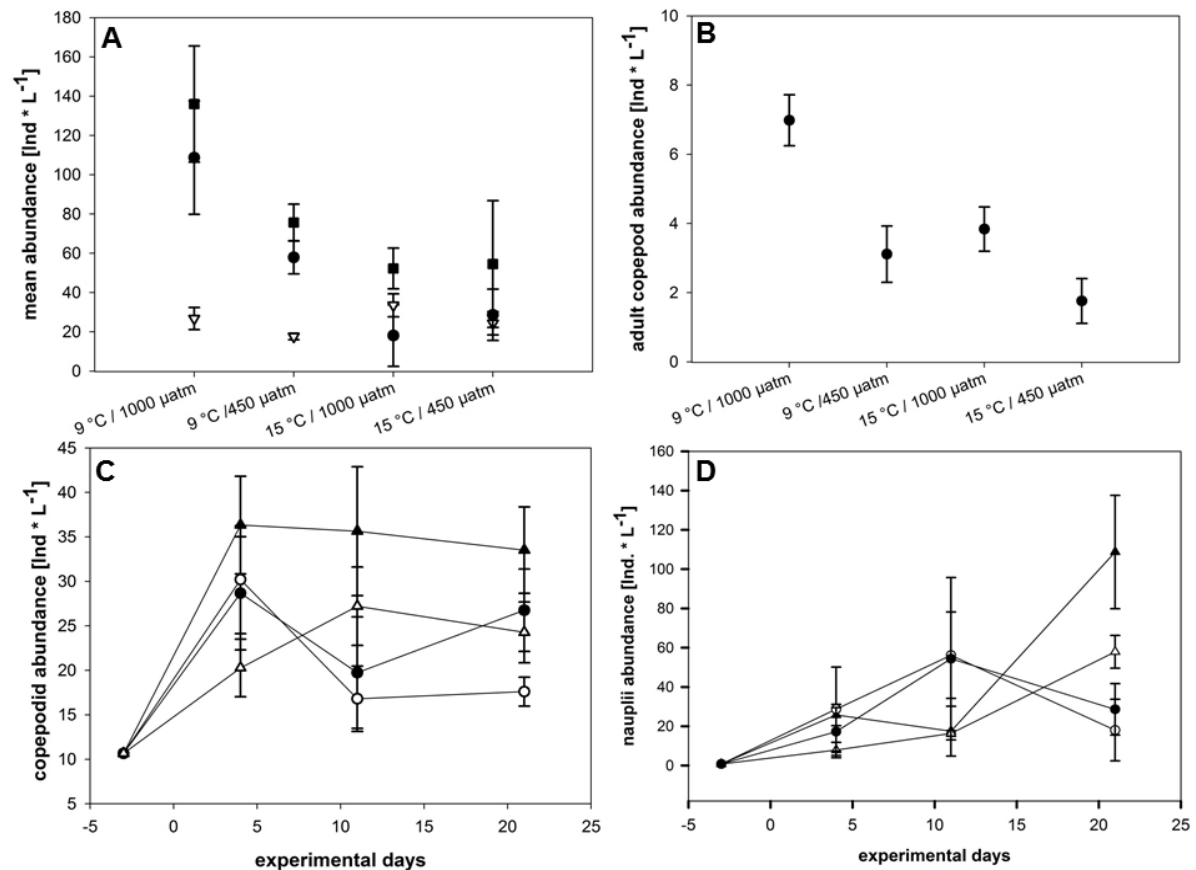 A
mean abundance [Ind * L⁻¹]
180
160
140
120
100
80
60
40
20
0
9 °C / 1000 µatm
9 °C /450 µatm
15 °C / 1000 µatm
15 °C / 450 µatm
B
adult copepod abundance [Ind * L⁻¹]
10
8
6
4
2
0
9 °C / 1000 µatm
9 °C /450 µatm
15 °C / 1000 µatm
15 °C / 450 µatm
C
copepodid abundance [Ind * L⁻¹]
45
40
35
30
25
20
15
10
5
-5 0 5 10 15 20 25
experimental days
D
nauplii abundance [Ind. * L⁻¹]
160
140
120
100
80
60
40
20
0
-5 0 5 10 15 20 25
experimental days